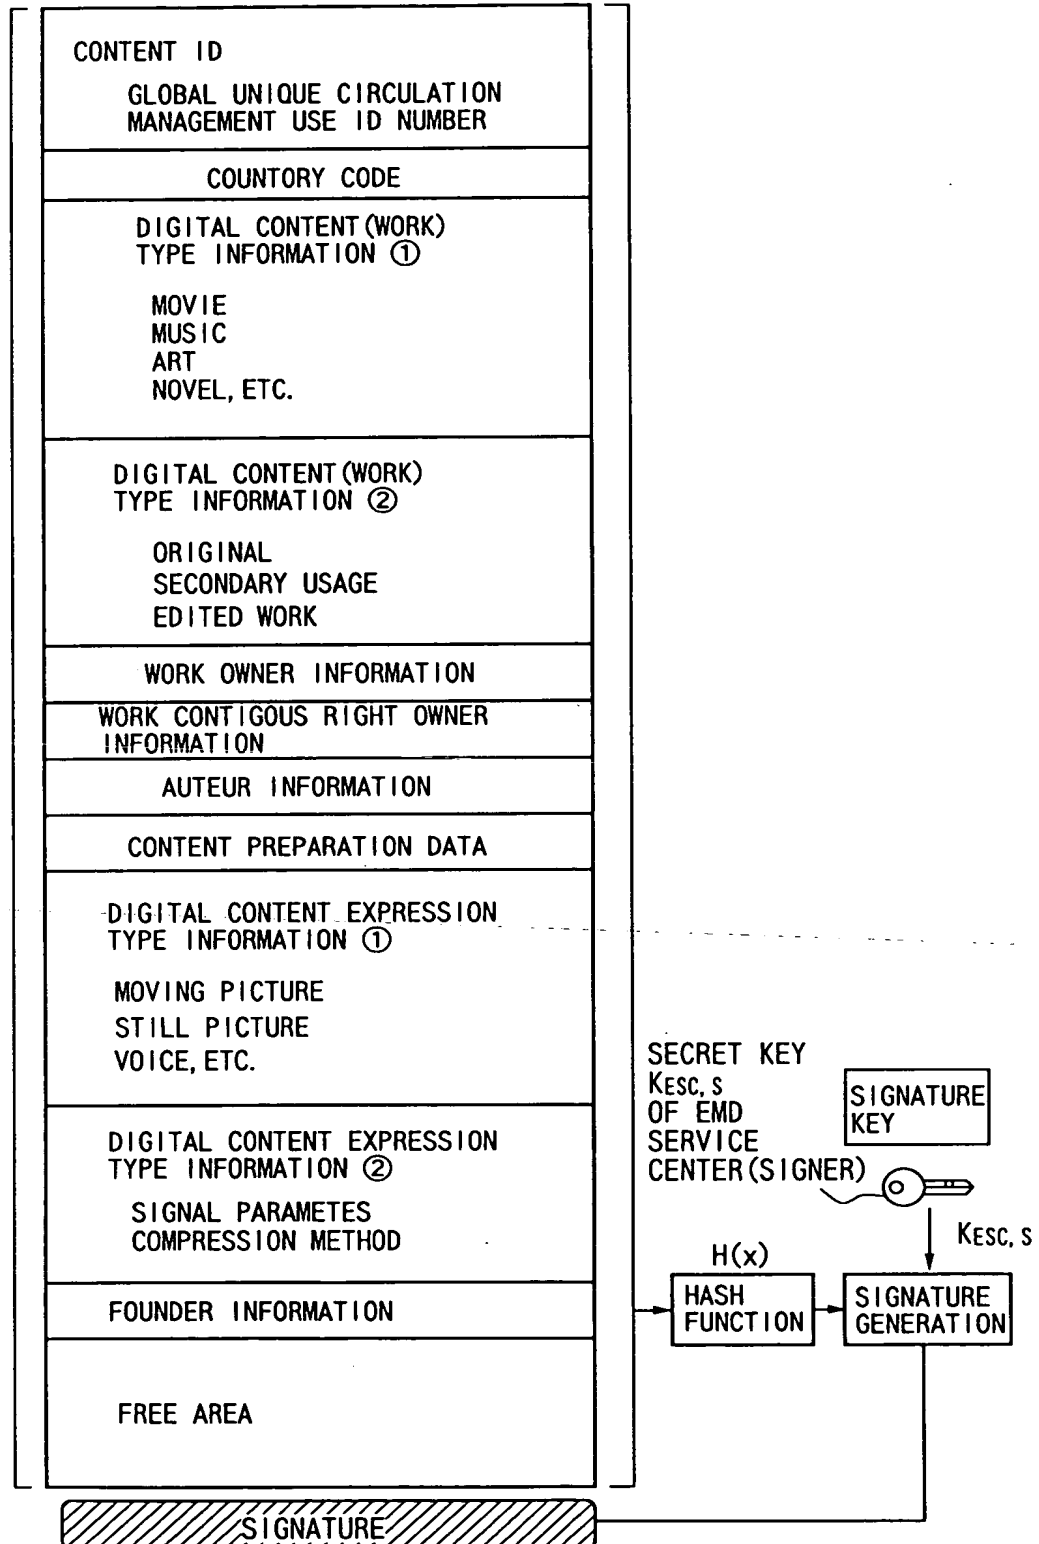 CONTENT ID
GLOBAL UNIQUE CIRCULATION
MANAGEMENT USE ID NUMBER
COUNTORY CODE
DIGITAL CONTENT(WORK)
TYPE INFORMATION ①
MOVIE
MUSIC
ART
NOVEL, ETC.
DIGITAL CONTENT(WORK)
TYPE INFORMATION ②
ORIGINAL
SECONDARY USAGE
EDITED WORK
WORK OWNER INFORMATION
WORK CONTIGOUS RIGHT OWNER
INFORMATION
AUTEUR INFORMATION
CONTENT PREPARATION DATA
DIGITAL CONTENT EXPRESSION
TYPE INFORMATION ①
MOVING PICTURE
STILL PICTURE
VOICE, ETC.
DIGITAL CONTENT EXPRESSION
TYPE INFORMATION ②
SIGNAL PARAMETES
COMPRESSION METHOD
FOUNDER INFORMATION
FREE AREA
SIGNATURE
SECRET KEY
KESC, S
OF EMD
SERVICE
CENTER(SIGNER)
SIGNATURE
KEY
KESC, S
H(x)
HASH
FUNCTION
SIGNATURE
GENERATION